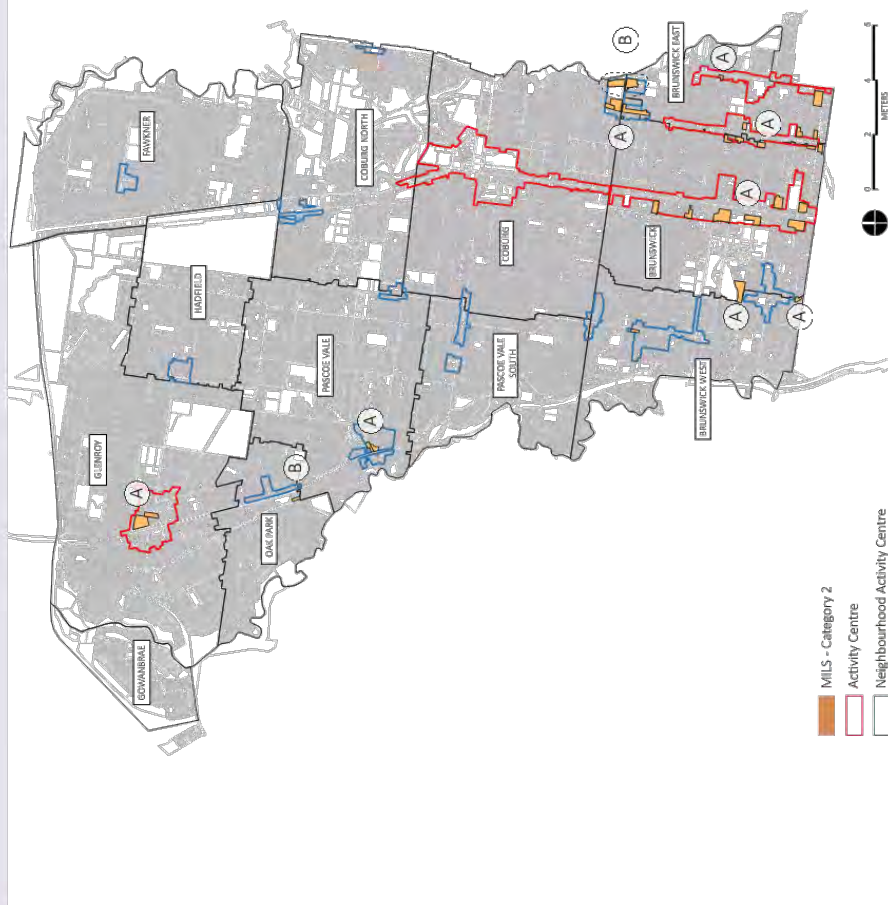 FAWKNER
COBURG NORTH
HADFIELD
GLENROY
GOWANBRAE
PASCOE VALE
OAK PARK
COBURG
PASCOE VALE
SOUTH
BRUNSWICK EAST
BRUNSWICK
BRUNSWICK WEST
A
B
A
B
A
A
A
A
A
A
A
0
2
4
METERS
MILS - Category 2
Activity Centre
Neighbourhood Activity Centre